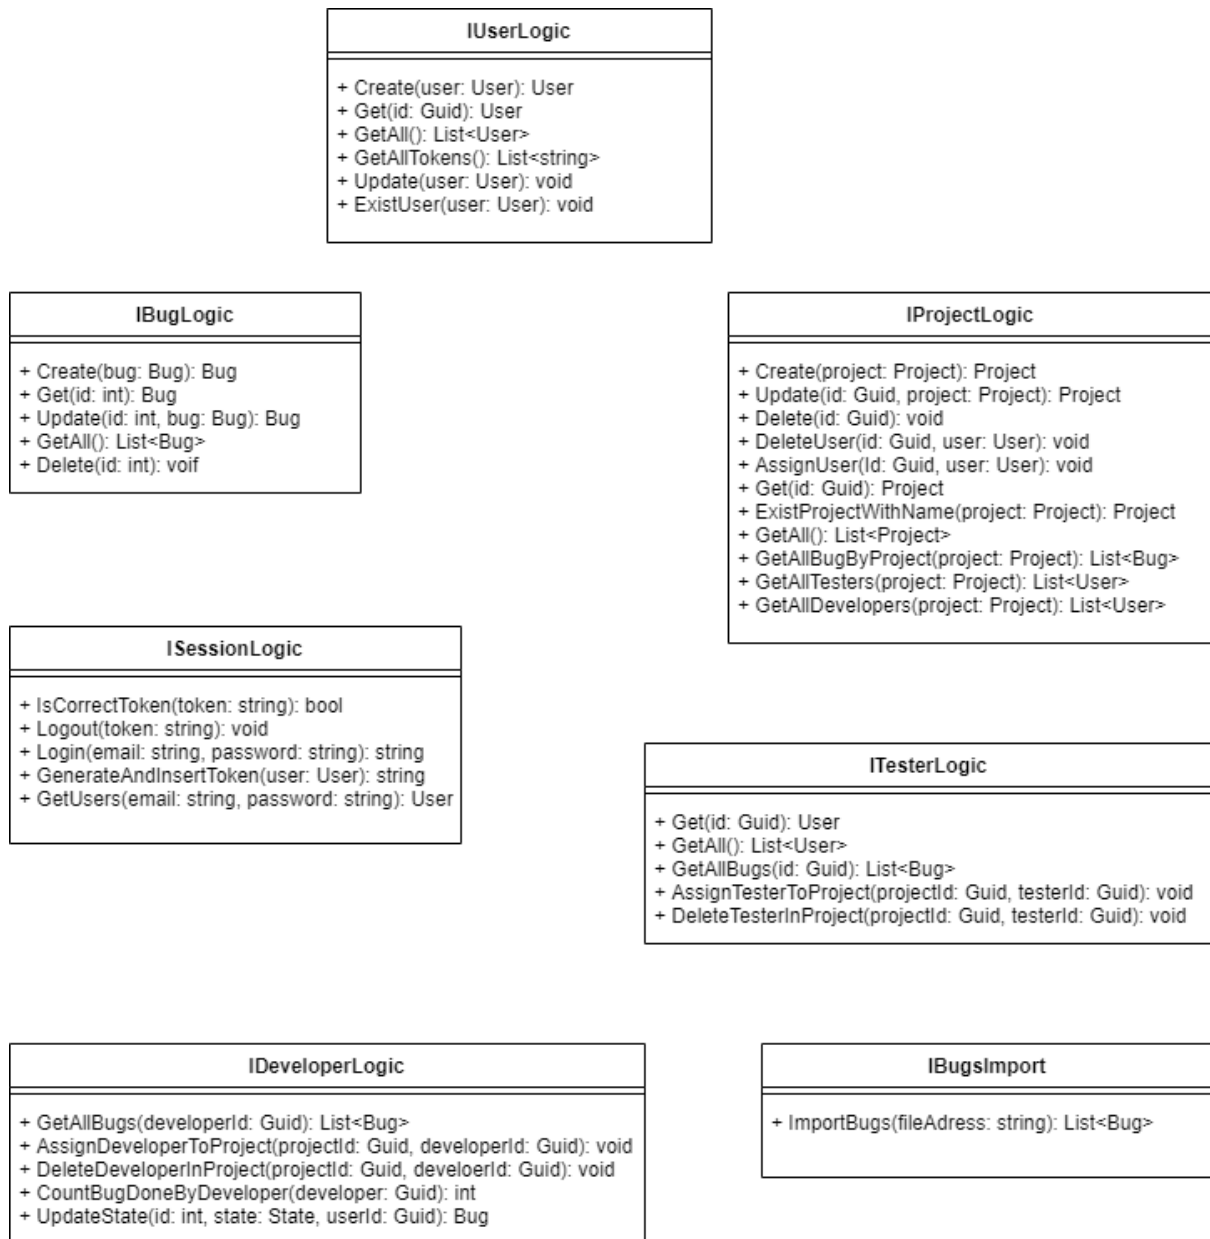 IUserLogic
+ Create(user: User): User
+ Get(id: Guid): User
+ GetAll(): List<User>
+ GetAllTokens(): List<string>
+ Update(user: User): void
+ ExistUser(user: User): void
IBugLogic
+ Create(bug: Bug): Bug
+ Get(id: int): Bug
+ Update(id: int, bug: Bug): Bug
+ GetAll(): List<Bug>
+ Delete(id: int): voif
IProjectLogic
+ Create(project: Project): Project
+ Update(id: Guid, project: Project): Project
+ Delete(id: Guid): void
+ DeleteUser(id: Guid, user: User): void
+ AssignUser(Id: Guid, user: User): void
+ Get(id: Guid): Project
+ ExistProjectWithName(project: Project): Project
+ GetAll(): List<Project>
+ GetAllBugByProject(project: Project): List<Bug>
+ GetAllTesters(project: Project): List<User>
+ GetAllDevelopers(project: Project): List<User>
ISessionLogic
+ IsCorrectToken(token: string): bool
+ Logout(token: string): void
+ Login(email: string, password: string): string
+ GenerateAndInsertToken(user: User): string
+ GetUsers(email: string, password: string): User
ITesterLogic
+ Get(id: Guid): User
+ GetAll(): List<User>
+ GetAllBugs(id: Guid): List<Bug>
+ AssignTesterToProject(projectId: Guid, testerId: Guid): void
+ DeleteTesterInProject(projectId: Guid, testerId: Guid): void
IDeveloperLogic
+ GetAllBugs(developerId: Guid): List<Bug>
+ AssignDeveloperToProject(projectId: Guid, developerId: Guid): void
+ DeleteDeveloperInProject(projectId: Guid, develoerId: Guid): void
+ CountBugDoneByDeveloper(developer: Guid): int
+ UpdateState(id: int, state: State, userId: Guid): Bug
IBugsImport
+ ImportBugs(fileAdress: string): List<Bug>